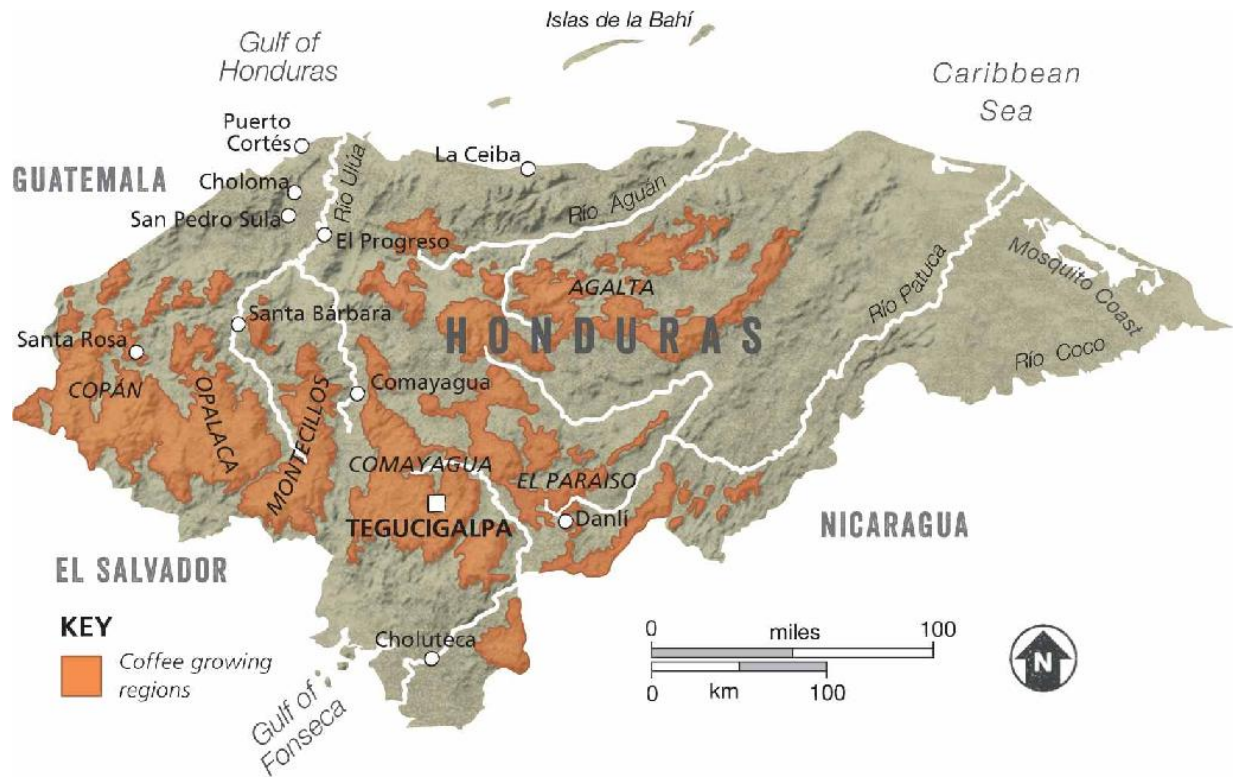 Islas de la Bahí
Gulf of
Honduras
Caribbean
Sea
Puerto
Cortés
GUATEMALA
Choloma
San Pedro Sula
Río Ulúa
La Ceiba
El Progreso
Río Aguán
AGALTA
Río Patuca
Mosquito Coast
Santa Bárbara
HONDURAS
Santa Rosa
Río Coco
COPÁN
OPALACA
MONTECILLOS
Comayagua
COMAYAGUA
EL PARAISO
TEGUCIGALPA
Danlí
NICARAGUA
EL SALVADOR
KEY
Coffee growing
regions
Choluteca
Gulf of
Fonseca
0 miles 100
0 km 100
N